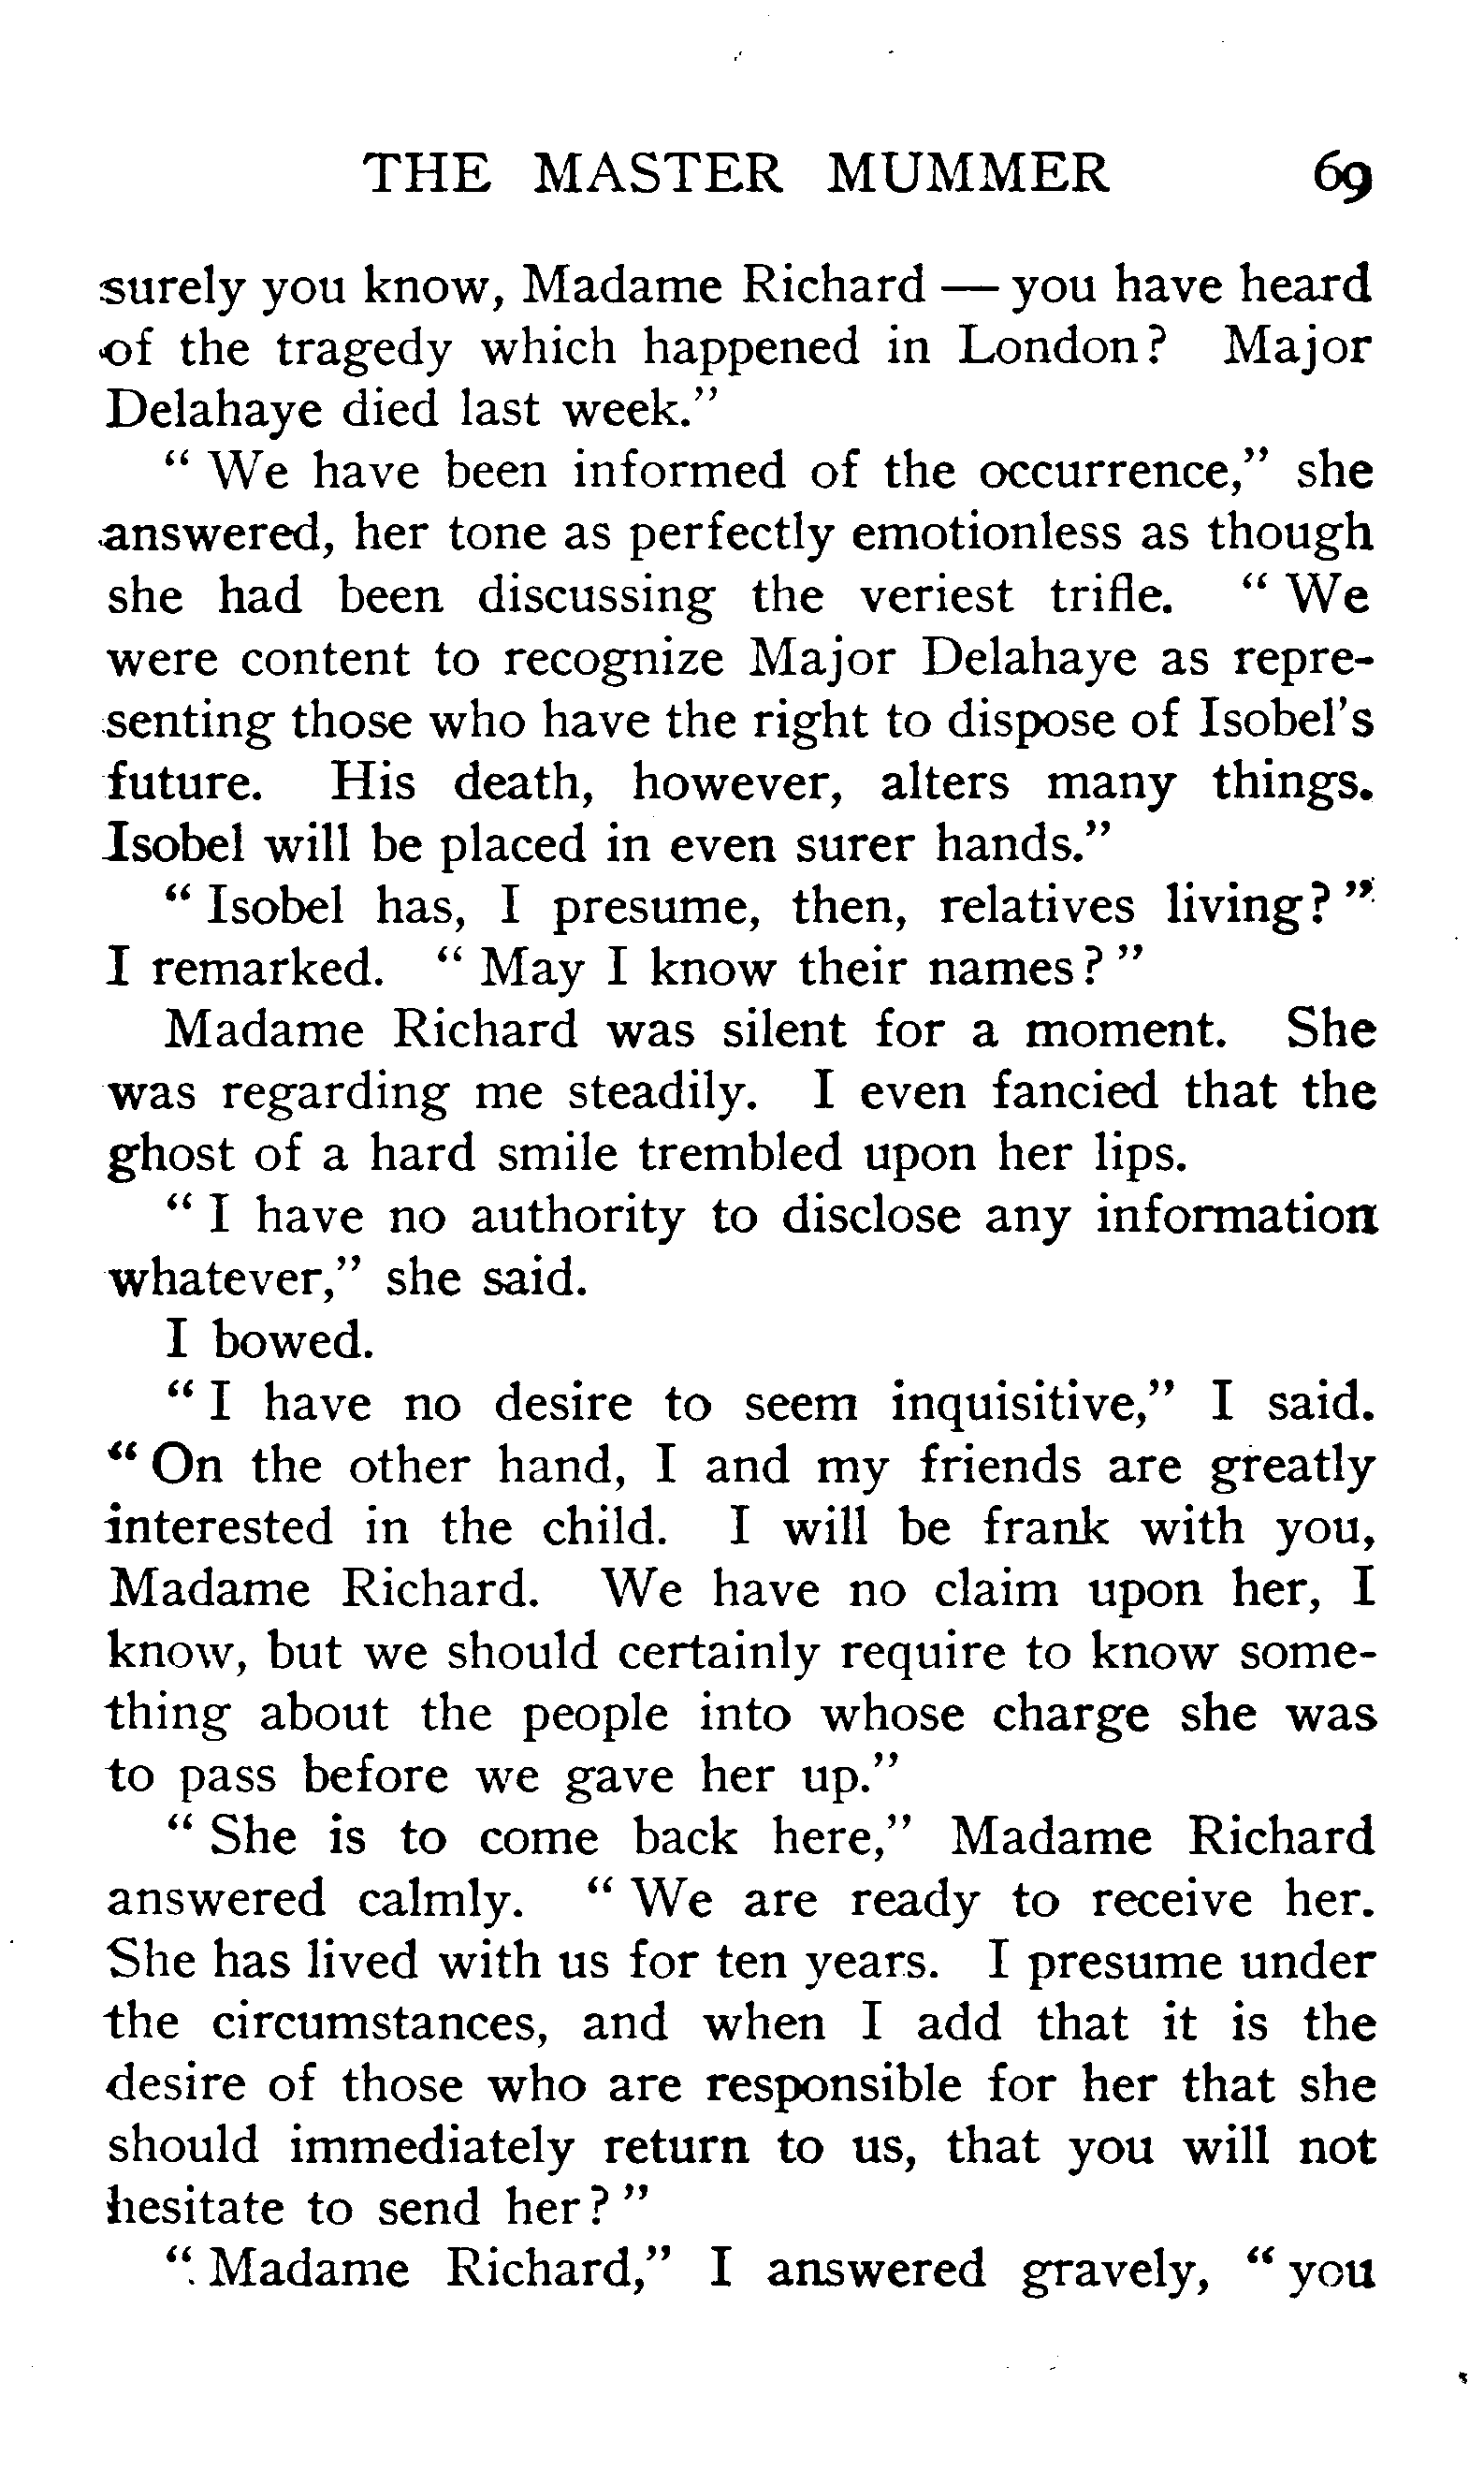 THE MASTER MUMMER 69
surely you know, Madame Richard — you have heard
of the tragedy which happened in London? Major
Delahaye died last week."
" We have been informed of the occurrence," she
answered, her tone as perfectly emotionless as though
she had been discussing the veriest trifle. " We
were content to recognize Major Delahaye as repre-
senting those who have the right to dispose of Isobel's
future. His death, however, alters many things.
Isobel will be placed in even surer hands."
" Isobel has, I presume, then, relatives living? "
I remarked. " May I know their names? "
Madame Richard was silent for a moment. She
was regarding me steadily. I even fancied that the
ghost of a hard smile trembled upon her lips.
" I have no authority to disclose any information
whatever," she said.
I bowed.
" I have no desire to seem inquisitive," I said.
" On the other hand, I and my friends are greatly
interested in the child. I will be frank with you,
Madame Richard. We have no claim upon her, I
know, but we should certainly require to know some-
thing about the people into whose charge she was
to pass before we gave her up."
" She is to come back here," Madame Richard
answered calmly. " We are ready to receive her.
She has lived with us for ten years. I presume under
the circumstances, and when I add that it is the
desire of those who are responsible for her that she
should immediately return to us, that you will not
hesitate to send her? "
" Madame Richard," I answered gravely, " you